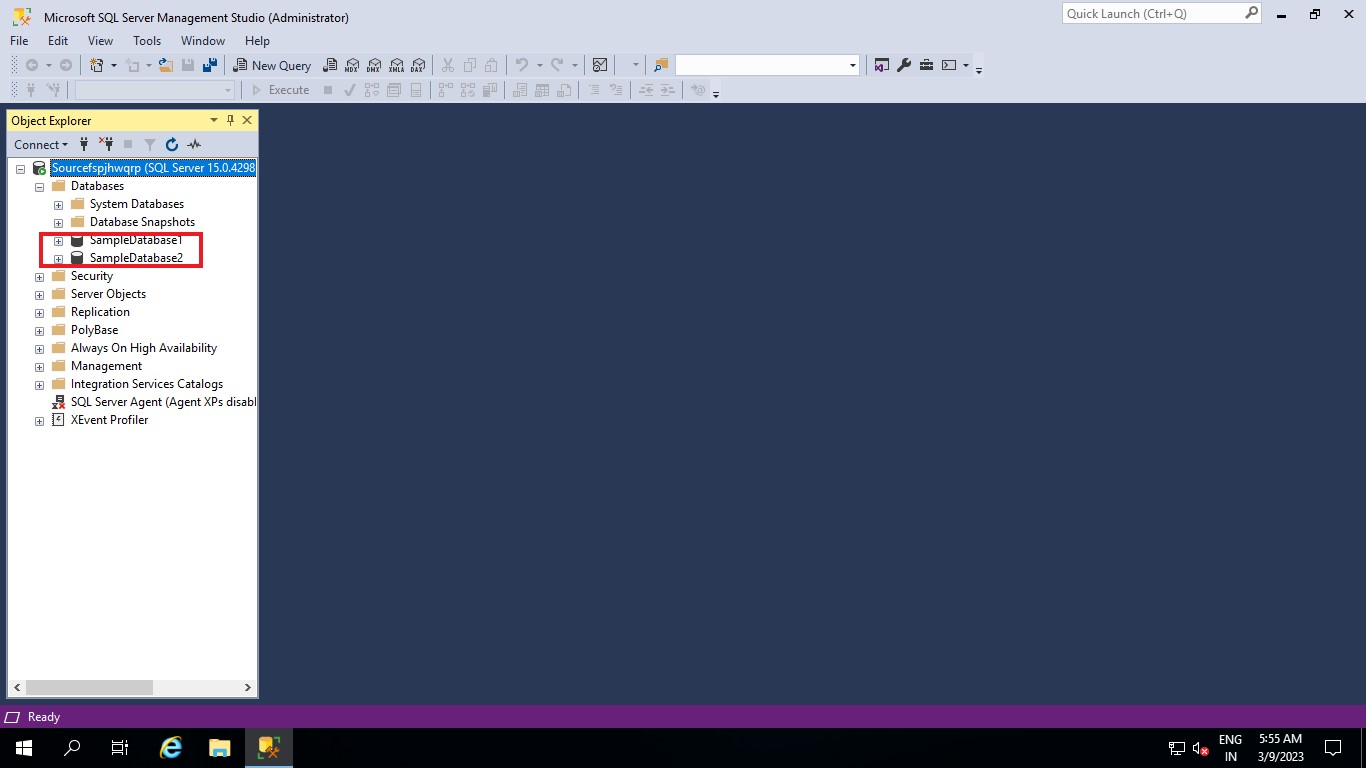 Microsoft SQL Server Management Studio (Administrator)
Quick Launch (Ctrl+Q)
File Edit View Tools Window Help
New Query MDX DMX XMLA DAX
Execute
Object Explorer
Connect
Sourcefspjhwqrp (SQL Server 15.0.4298
Databases
System Databases
Database Snapshots
SampleDatabase1
SampleDatabase2
Security
Server Objects
Replication
PolyBase
Always On High Availability
Management
Integration Services Catalogs
SQL Server Agent (Agent XPs disabl
XEvent Profiler
Ready
ENG 5:55 AM
IN 3/9/2023